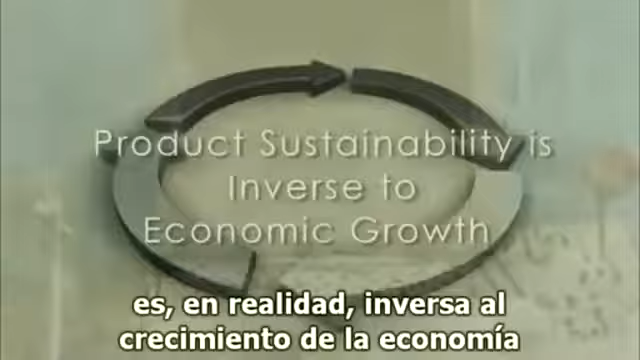 Product Sustainability is
Inverse to
Economic Growth
es, en realidad, inversa al
crecimiento de la economía